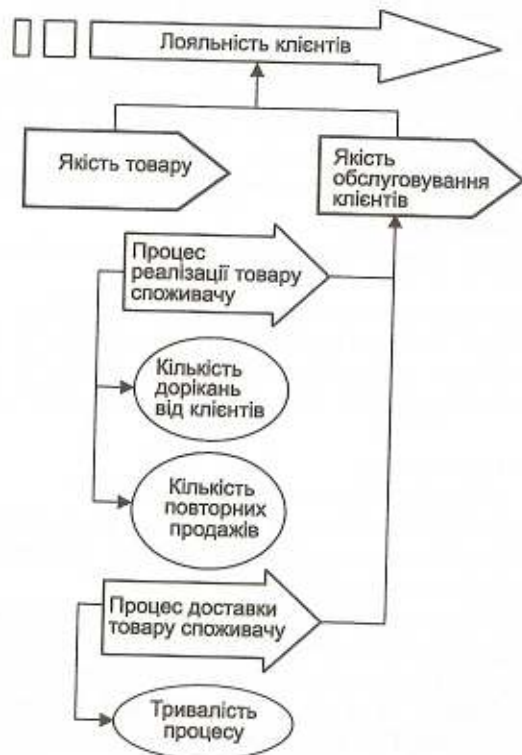 Лояльність клієнтів
Якість товару
Якість
обслуговування
клієнтів
Процес
реалізації товару
споживачу
Кількість
дорікань
від клієнтів
Кількість
повторних
продажів
Процес доставки
товару споживачу
Тривалість
процесу